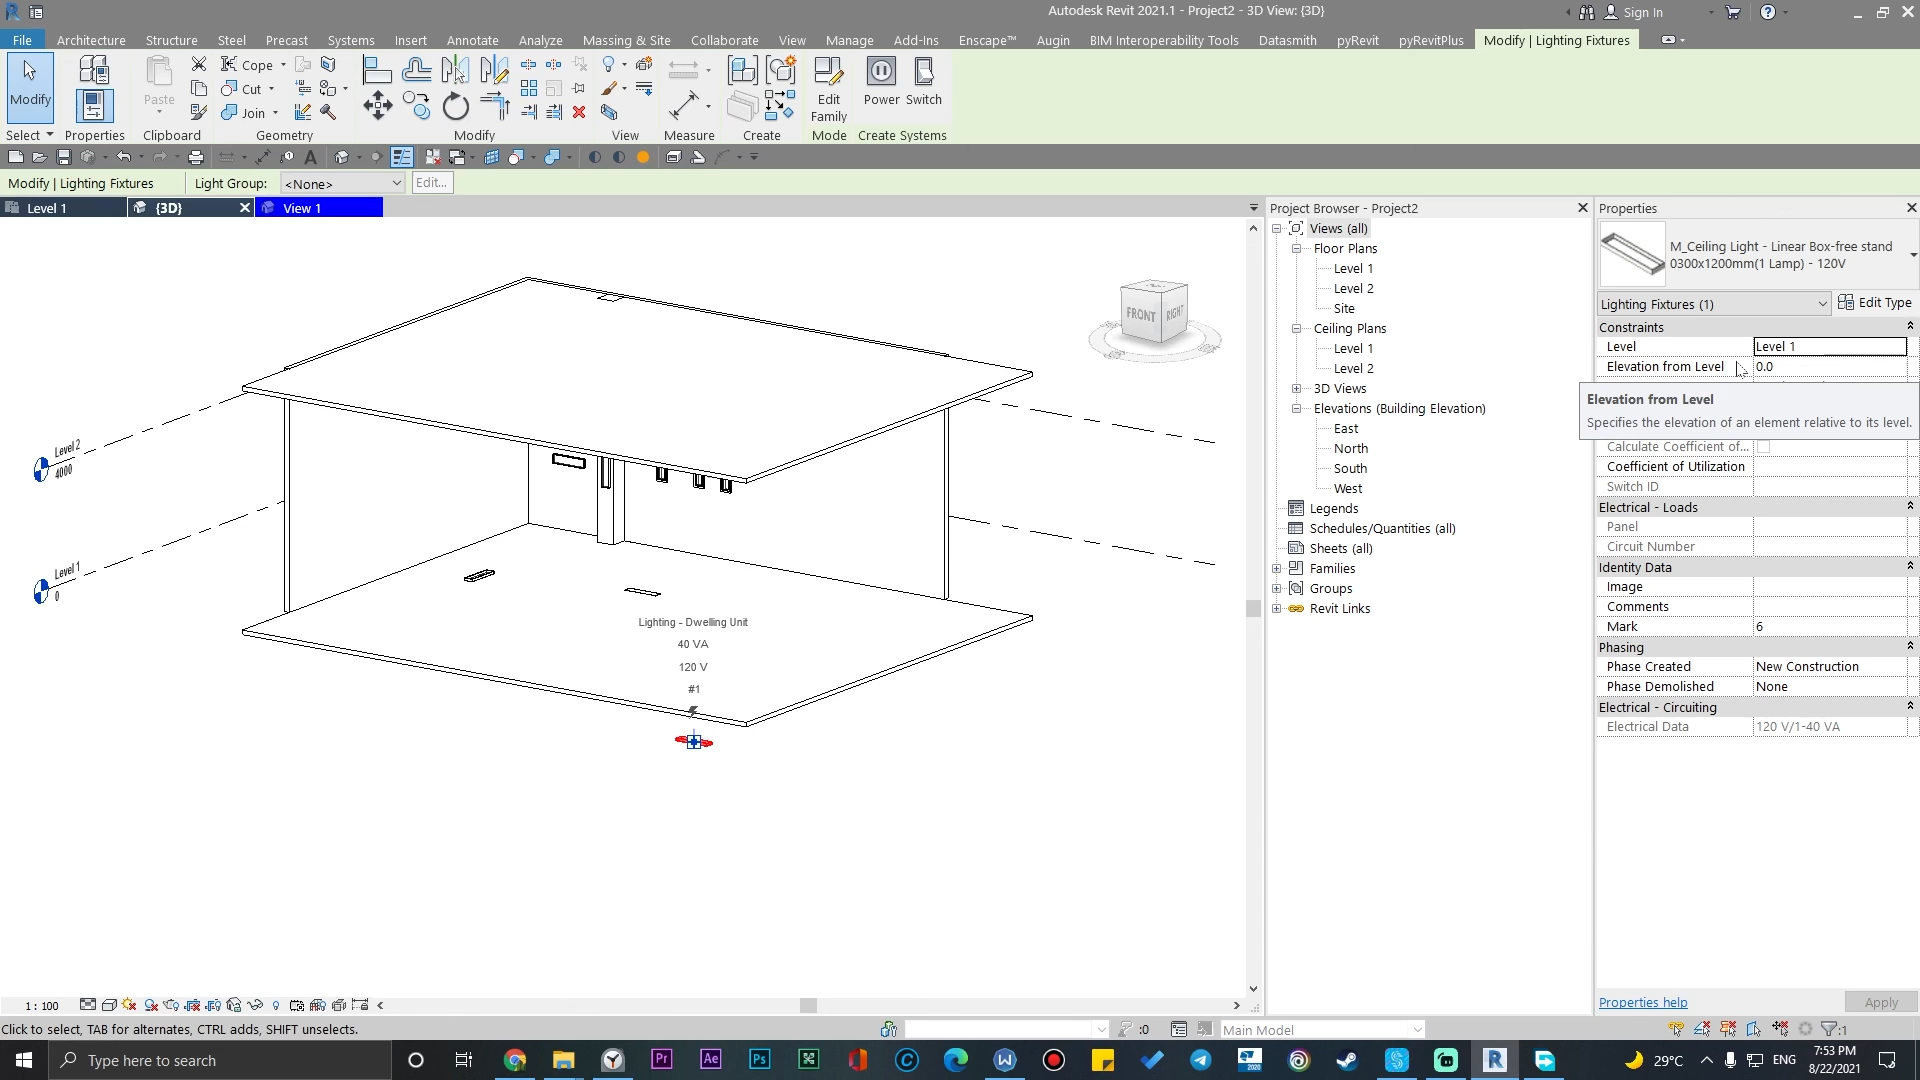 Autodesk Revit 2021.1 - Project2 - 3D View: {3D}
Sign In
File Architecture Structure Steel Precast Systems Insert Annotate Analyze Massing & Site Collaborate View Manage Add-Ins Enscape™ Augin BIM Interoperability Tools Datasmith pyRevit pyRevitPlus Modify | Lighting Fixtures
Modify
Paste
Cope
Cut
Join
Edit
Family
Power
Switch
Select Properties Clipboard Geometry Modify View Measure Create Mode Create Systems
Modify | Lighting Fixtures Light Group: <None> Edit...
Level 1 {3D} View 1
Level 2
4000
Level 1
0
FRONT
RIGHT
Lighting - Dwelling Unit
40 VA
120 V
#1
Project Browser - Project2
Views (all)
Floor Plans
Level 1
Level 2
Site
Ceiling Plans
Level 1
Level 2
3D Views
Elevations (Building Elevation)
East
North
South
West
Legends
Schedules/Quantities (all)
Sheets (all)
Families
Groups
Revit Links
Properties
M_Ceiling Light - Linear Box-free stand
0300x1200mm(1 Lamp) - 120V
Lighting Fixtures (1) Edit Type
Constraints
Level Level 1
Elevation from Level 0.0
Elevation from Level
Specifies the elevation of an element relative to its level.
Calculate Coefficient of...
Coefficient of Utilization
Switch ID
Electrical - Loads
Panel
Circuit Number
Identity Data
Image
Comments
Mark 6
Phasing
Phase Created New Construction
Phase Demolished None
Electrical - Circuiting
Electrical Data 120 V/1-40 VA
Properties help Apply
1 : 100
Click to select, TAB for alternates, CTRL adds, SHIFT unselects.
:0
Main Model
:1
Type here to search
29°C
ENG
7:53 PM
8/22/2021